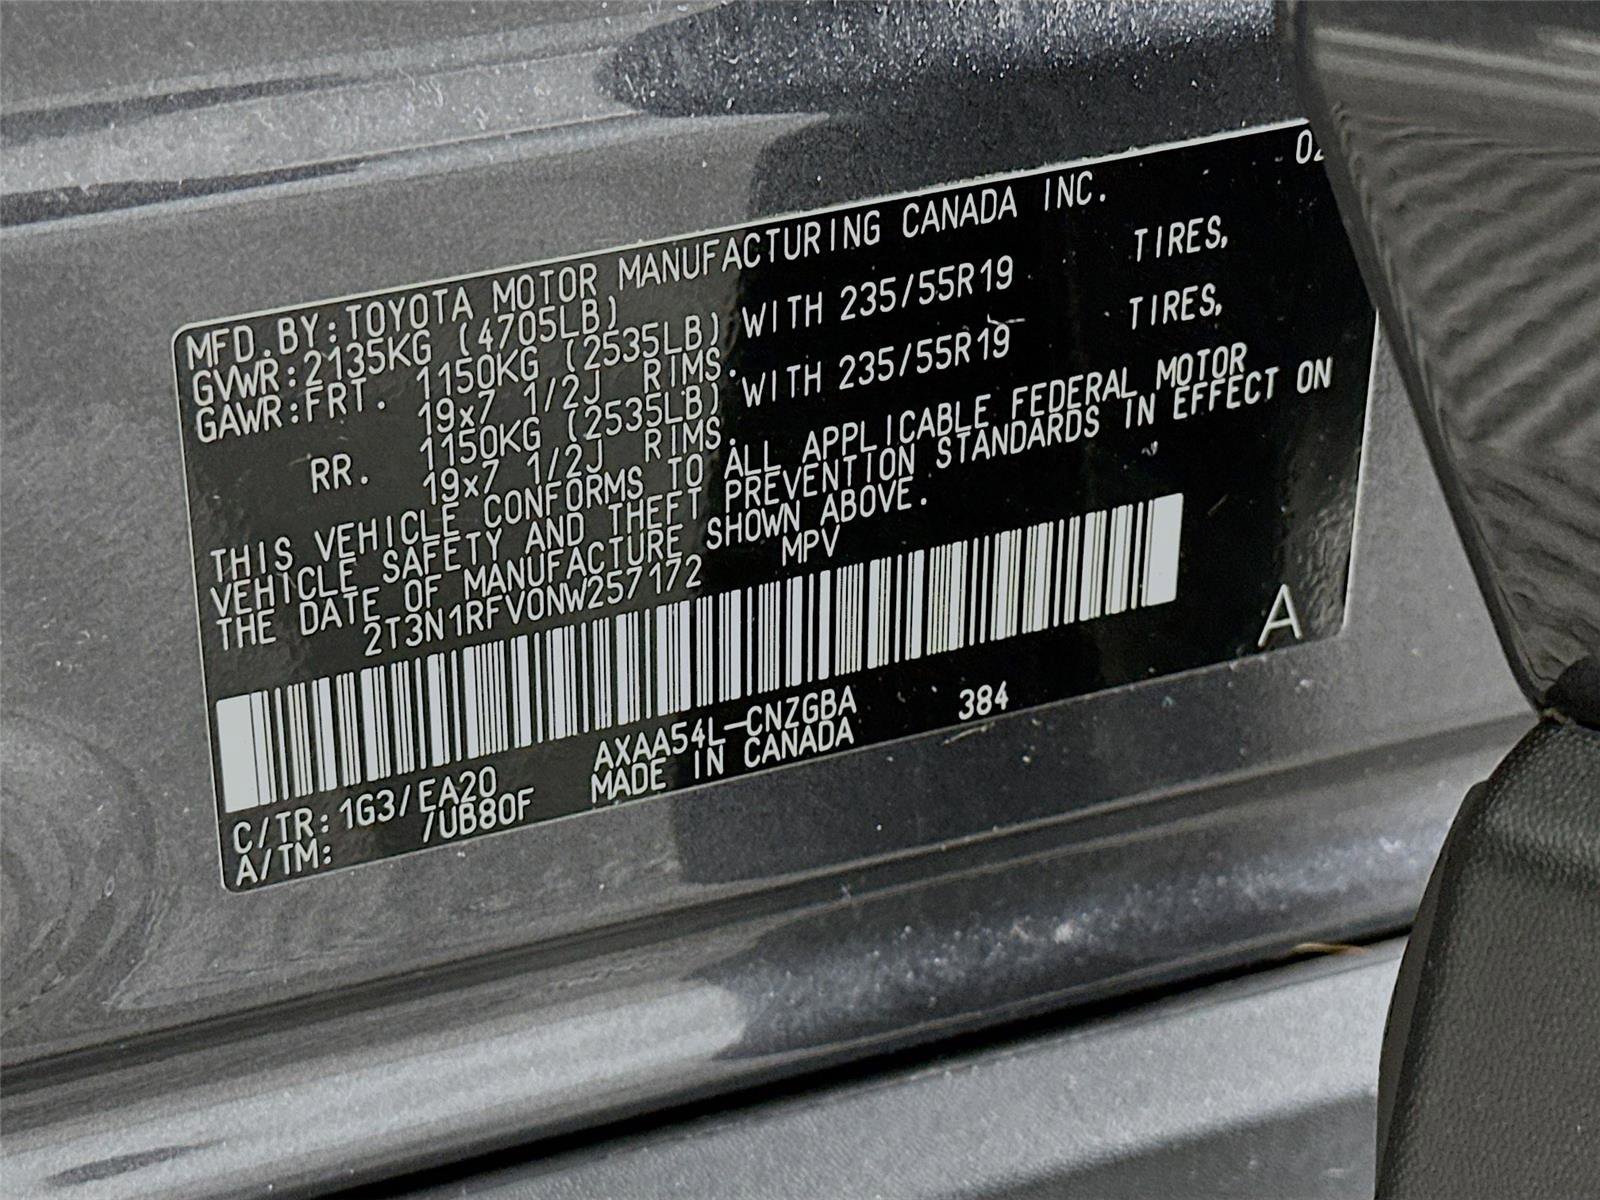 MFD.BY:TOYOTA MOTOR MANUFACTURING CANADA INC.
GVWR:2135KG (4705LB)
GAWR:FRT. 1150KG (2535LB) WITH 235/55R19 TIRES,
19x7 1/2J RIMS.
RR. 1150KG (2535LB) WITH 235/55R19 TIRES,
19x7 1/2J RIMS.
THIS VEHICLE CONFORMS TO ALL APPLICABLE FEDERAL MOTOR
VEHICLE SAFETY AND THEFT PREVENTION STANDARDS IN EFFECT ON
THE DATE OF MANUFACTURE SHOWN ABOVE.
2T3N1RFV0NW257172 MPV
A
C/TR:1G3/EA20 AXAA54L-CNZGBA 384
A/TM: /UB80F MADE IN CANADA